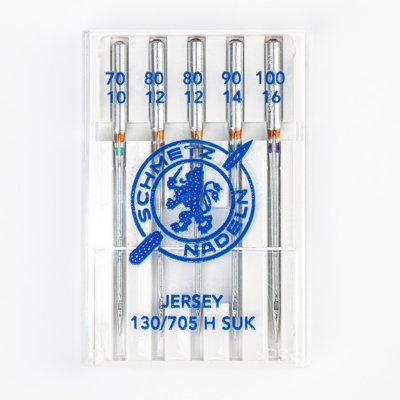 70 80 80 90 100
10 12 12 14 16
SCHMETZ
NADELN
JERSEY
130/705 H SUK